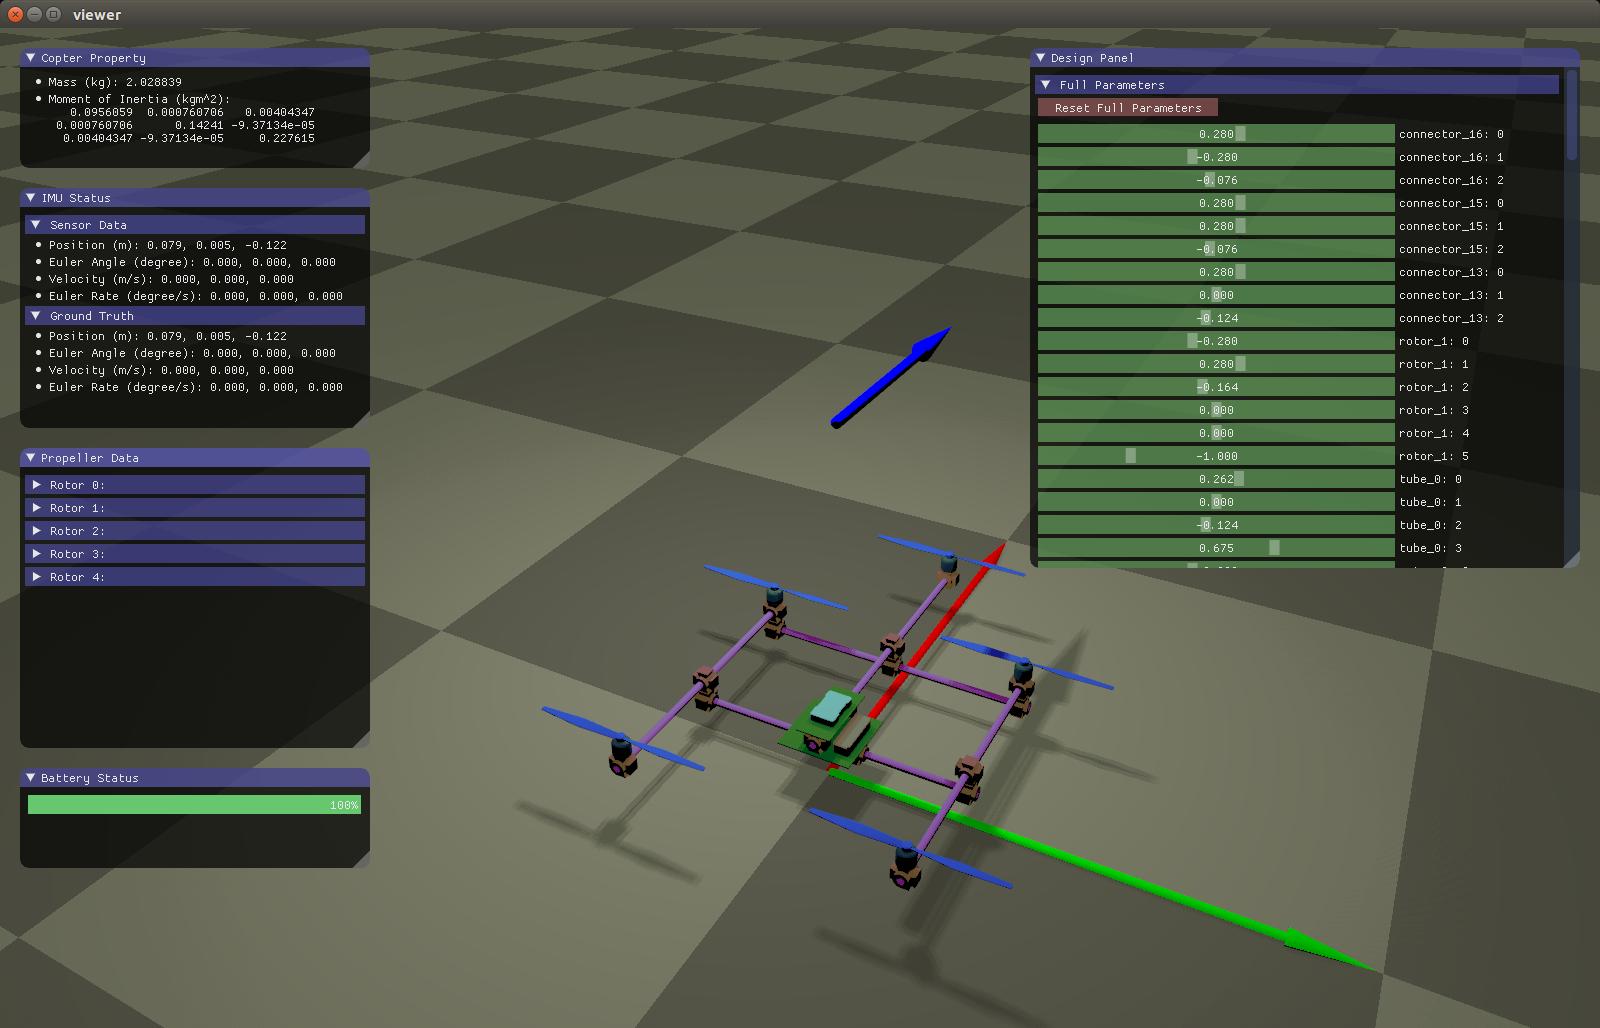 viewer
Copter Property
Mass (kg): 2.028839
Moment of Inertia (kgm^2):
0.0956059 0.000760706 0.00404347
0.000760706 0.14241 -9.37134e-05
0.00404347 -9.37134e-05 0.227615
IMU Status
Sensor Data
Position (m): 0.079, 0.005, -0.122
Euler Angle (degree): 0.000, 0.000, 0.000
Velocity (m/s): 0.000, 0.000, 0.000
Euler Rate (degree/s): 0.000, 0.000, 0.000
Ground Truth
Position (m): 0.079, 0.005, -0.122
Euler Angle (degree): 0.000, 0.000, 0.000
Velocity (m/s): 0.000, 0.000, 0.000
Euler Rate (degree/s): 0.000, 0.000, 0.000
Propeller Data
Rotor 0:
Rotor 1:
Rotor 2:
Rotor 3:
Rotor 4:
Battery Status
100%
Design Panel
Full Parameters
Reset Full Parameters
0.280 connector_16: 0
-0.280 connector_16: 1
-0.076 connector_16: 2
0.280 connector_15: 0
0.280 connector_15: 1
-0.076 connector_15: 2
0.280 connector_13: 0
0.000 connector_13: 1
-0.124 connector_13: 2
-0.280 rotor_1: 0
0.280 rotor_1: 1
-0.164 rotor_1: 2
0.000 rotor_1: 3
0.000 rotor_1: 4
-1.000 rotor_1: 5
0.262 tube_0: 0
0.000 tube_0: 1
-0.124 tube_0: 2
0.675 tube_0: 3